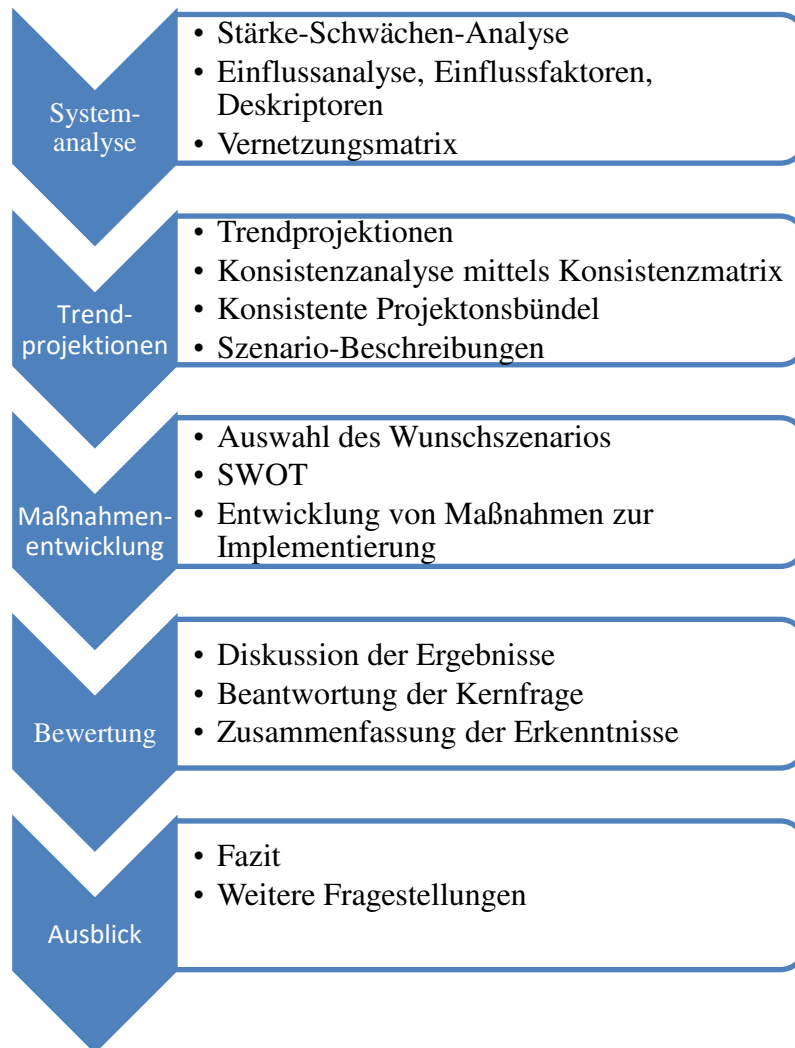 System-
analyse
• Stärke-Schwächen-Analyse
• Einflussanalyse, Einflussfaktoren,
Deskriptoren
• Vernetzungsmatrix
Trend-
projektionen
• Trendprojektionen
• Konsistenzanalyse mittels Konsistenzmatrix
• Konsistente Projektonsbündel
• Szenario-Beschreibungen
Maßnahmen-
entwicklung
• Auswahl des Wunschszenarios
• SWOT
• Entwicklung von Maßnahmen zur
Implementierung
Bewertung
• Diskussion der Ergebnisse
• Beantwortung der Kernfrage
• Zusammenfassung der Erkenntnisse
Ausblick
• Fazit
• Weitere Fragestellungen